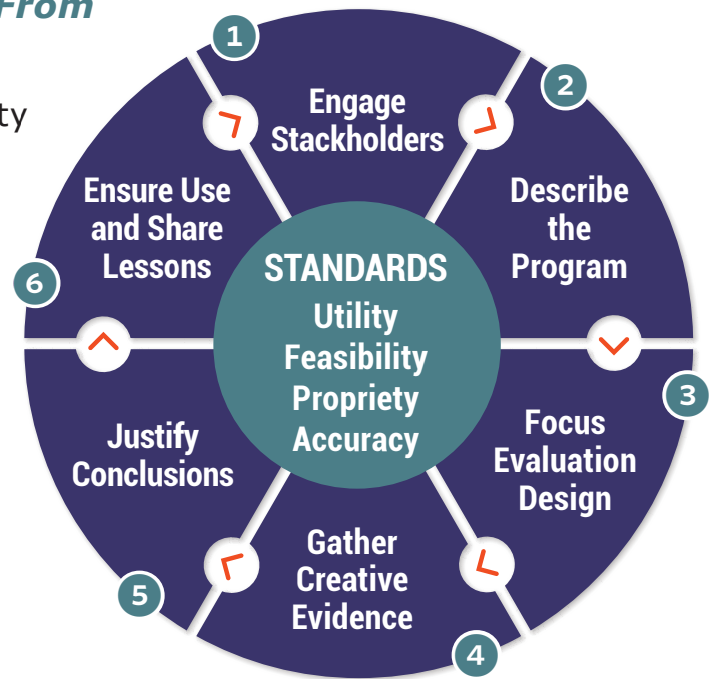 From
ty
1
Engage
Stackholders
2
Describe
the
Program
3
Focus
Evaluation
Design
4
Gather
Creative
Evidence
5
Justify
Conclusions
6
Ensure Use
and Share
Lessons
STANDARDS
Utility
Feasibility
Propriety
Accuracy